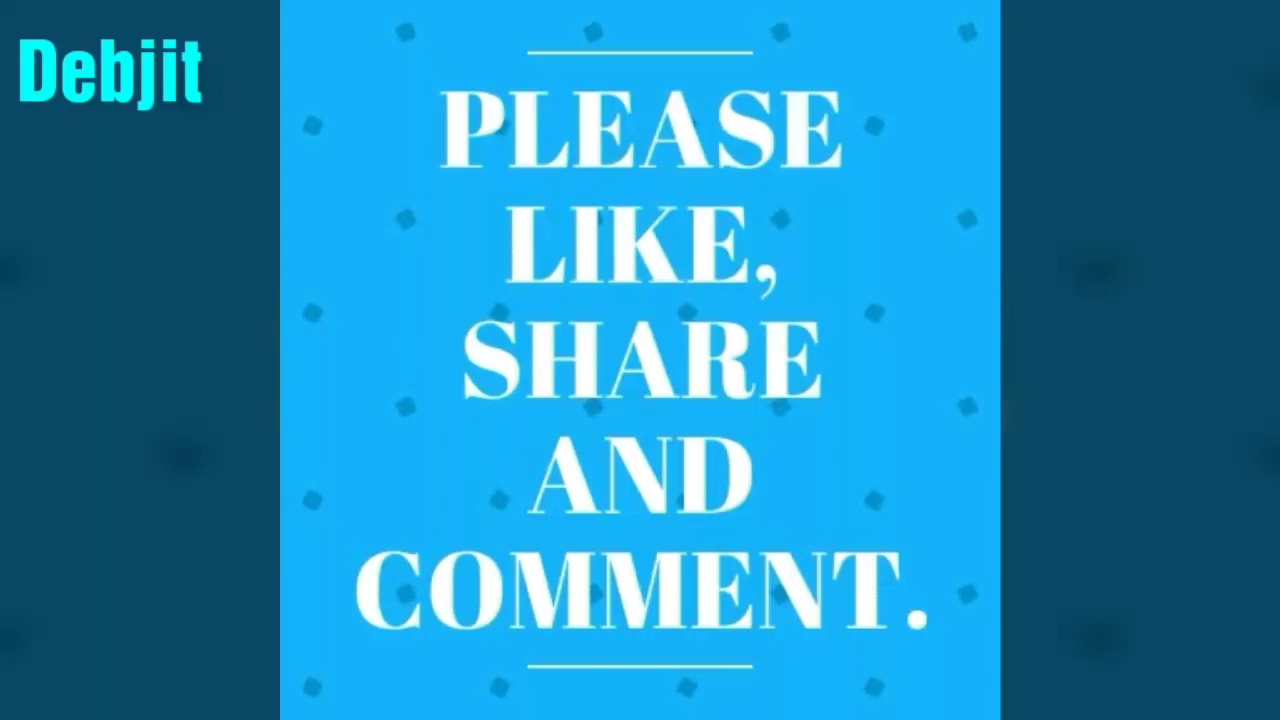 Debjit
PLEASE
LIKE,
SHARE
AND
COMMENT.